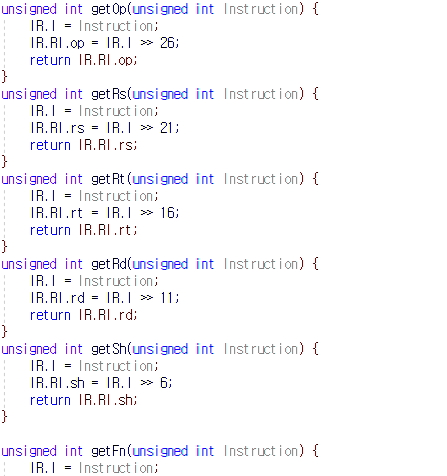 unsigned int getOp(unsigned int Instruction) {
IR.I = Instruction;
IR.RI.op = IR.I >> 26;
return IR.RI.op;
}
unsigned int getRs(unsigned int Instruction) {
IR.I = Instruction;
IR.RI.rs = IR.I >> 21;
return IR.RI.rs;
}
unsigned int getRt(unsigned int Instruction) {
IR.I = Instruction;
IR.RI.rt = IR.I >> 16;
return IR.RI.rt;
}
unsigned int getRd(unsigned int Instruction) {
IR.I = Instruction;
IR.RI.rd = IR.I >> 11;
return IR.RI.rd;
}
unsigned int getSh(unsigned int Instruction) {
IR.I = Instruction;
IR.RI.sh = IR.I >> 6;
return IR.RI.sh;
}
unsigned int getFn(unsigned int Instruction) {
IR.I = Instruction;